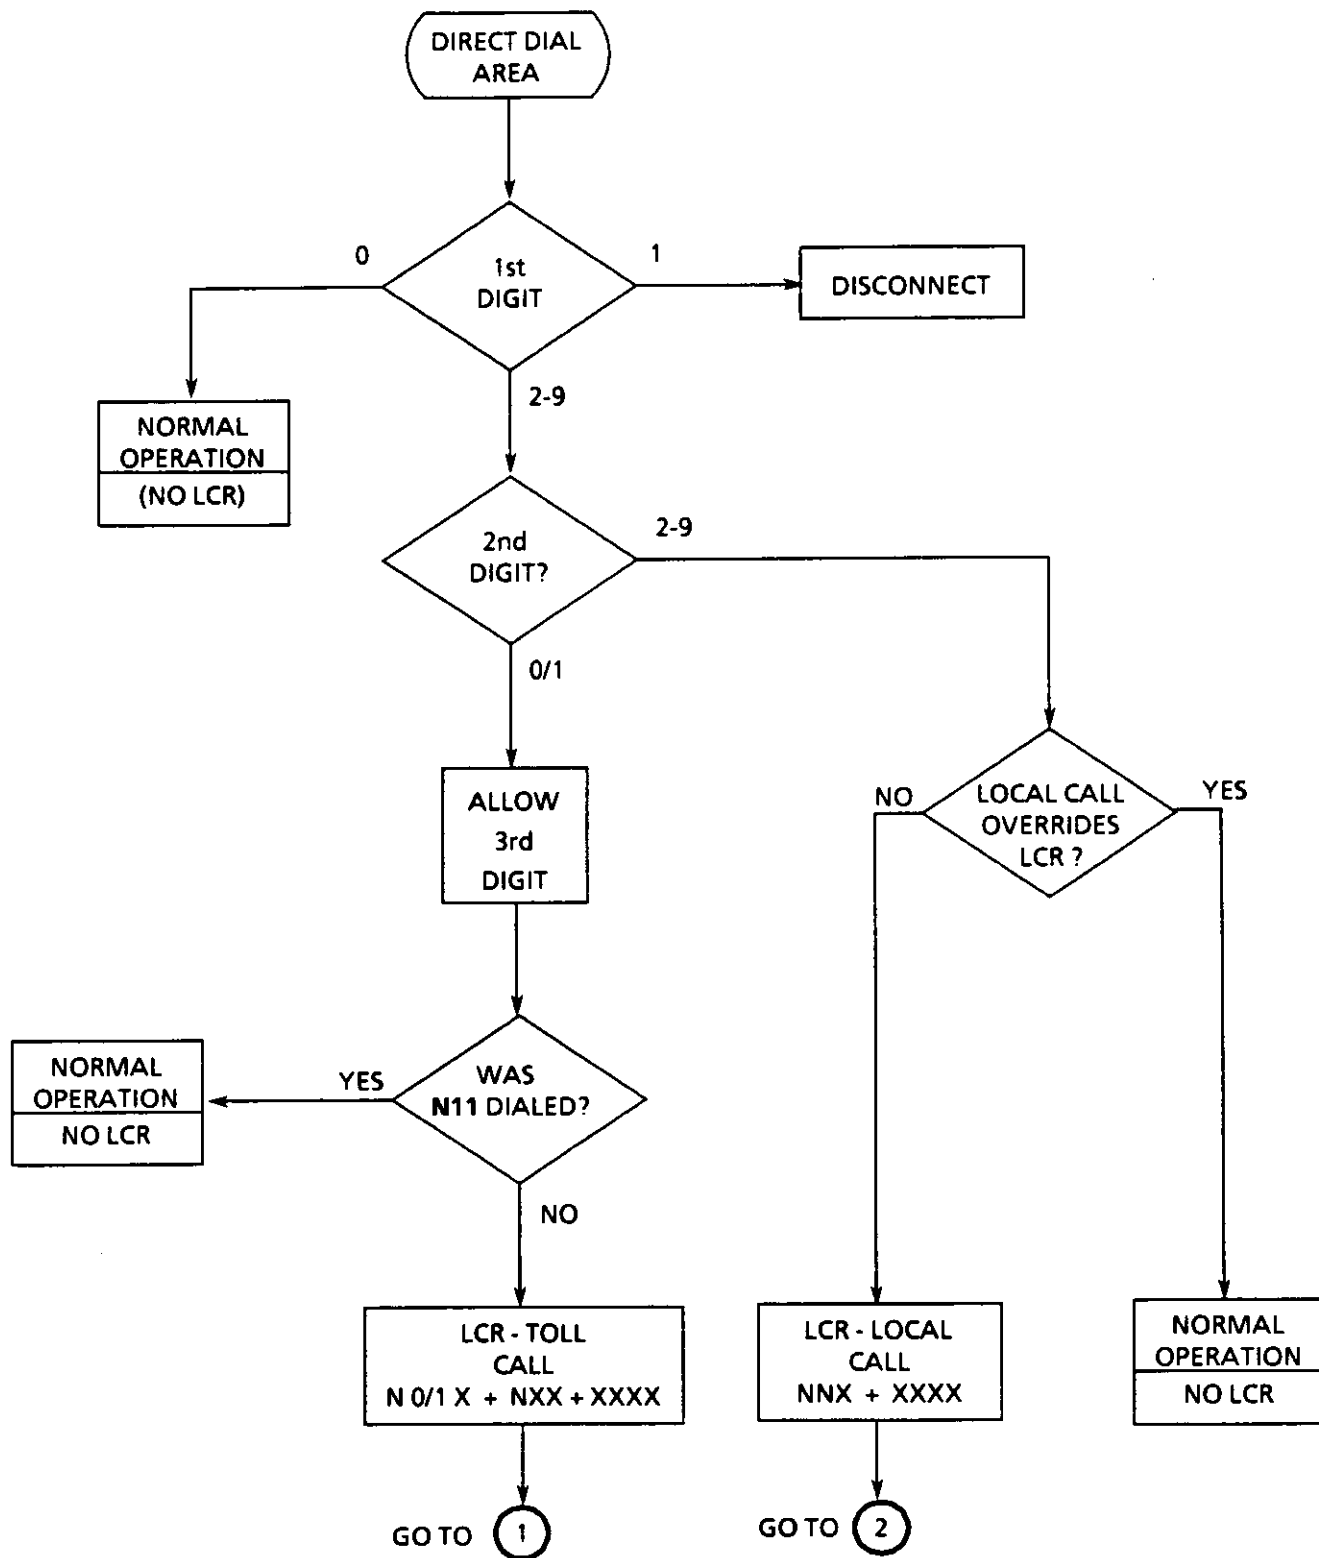 DIRECT DIAL
AREA
0
1st
DIGIT
1
DISCONNECT
2-9
NORMAL
OPERATION
(NO LCR)
2nd
DIGIT?
2-9
0/1
ALLOW
3rd
DIGIT
NO
LOCAL CALL
OVERRIDES
LCR ?
YES
NORMAL
OPERATION
NO LCR
YES
WAS
N11 DIALED?
NO
LCR - TOLL
CALL
N 0/1 X + NXX + XXXX
LCR - LOCAL
CALL
NNX + XXXX
NORMAL
OPERATION
NO LCR
GO TO 1
GO TO 2